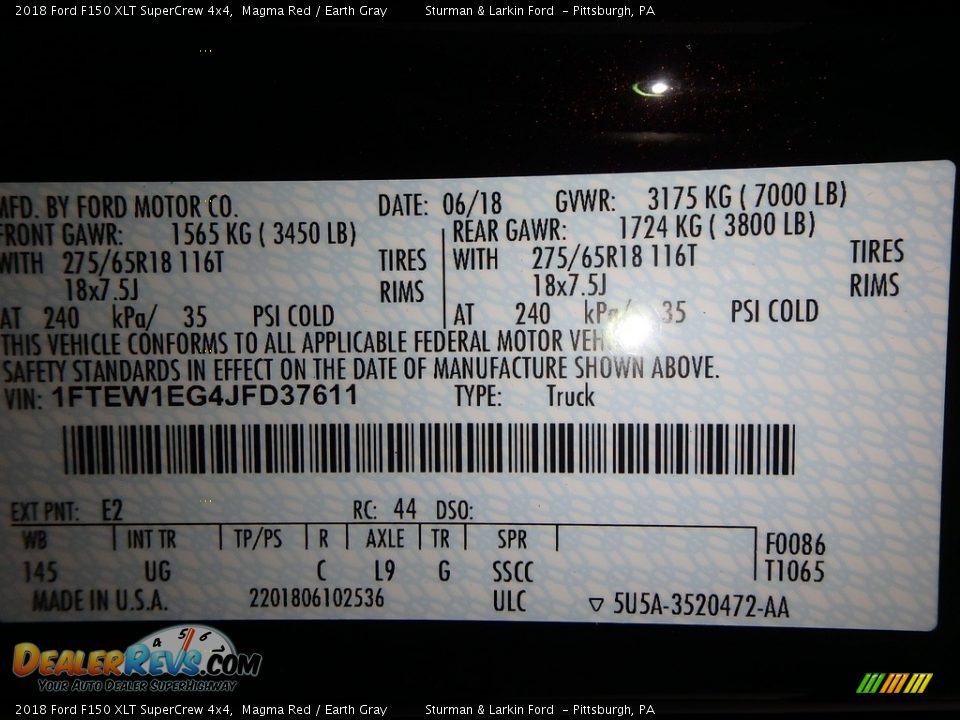 2018 Ford F150 XLT SuperCrew 4x4, Magma Red / Earth Gray Sturman & Larkin Ford - Pittsburgh, PA
MFD. BY FORD MOTOR CO. DATE: 06/18 GVWR: 3175 KG ( 7000 LB)
FRONT GAWR: 1565 KG ( 3450 LB) REAR GAWR: 1724 KG ( 3800 LB)
WITH 275/65R18 116T TIRES WITH 275/65R18 116T TIRES
18x7.5J RIMS 18x7.5J RIMS
AT 240 kPa/ 35 PSI COLD AT 240 kPa/ 35 PSI COLD
THIS VEHICLE CONFORMS TO ALL APPLICABLE FEDERAL MOTOR VEH
SAFETY STANDARDS IN EFFECT ON THE DATE OF MANUFACTURE SHOWN ABOVE.
VIN: 1FTEW1EG4JFD37611 TYPE: Truck
EXT PNT: E2 RC: 44 DSO:
WB INT TR TP/PS R AXLE TR SPR F0086
145 UG C L9 G SSCC T1065
MADE IN U.S.A. 2201806102536 ULC ▽ 5U5A-3520472-AA
4 5 6
DEALERREVS.COM
YOUR AUTO DEALER SUPERHIGHWAY
2018 Ford F150 XLT SuperCrew 4x4, Magma Red / Earth Gray Sturman & Larkin Ford - Pittsburgh, PA